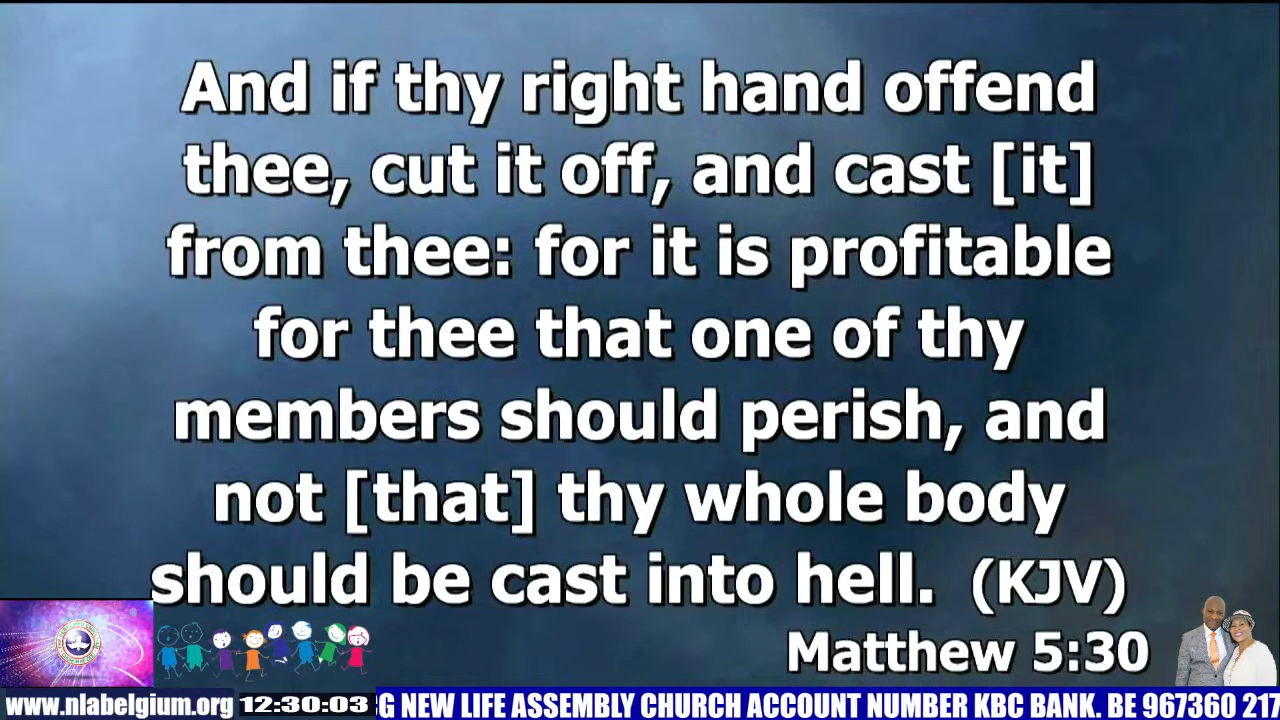 And if thy right hand offend
thee, cut it off, and cast [it]
from thee: for it is profitable
for thee that one of thy
members should perish, and
not [that] thy whole body
should be cast into hell. (KJV)
Matthew 5:30
www.nlabelgium.org 12:30:03 G NEW LIFE ASSEMBLY CHURCH ACCOUNT NUMBER KBC BANK. BE 967360 217